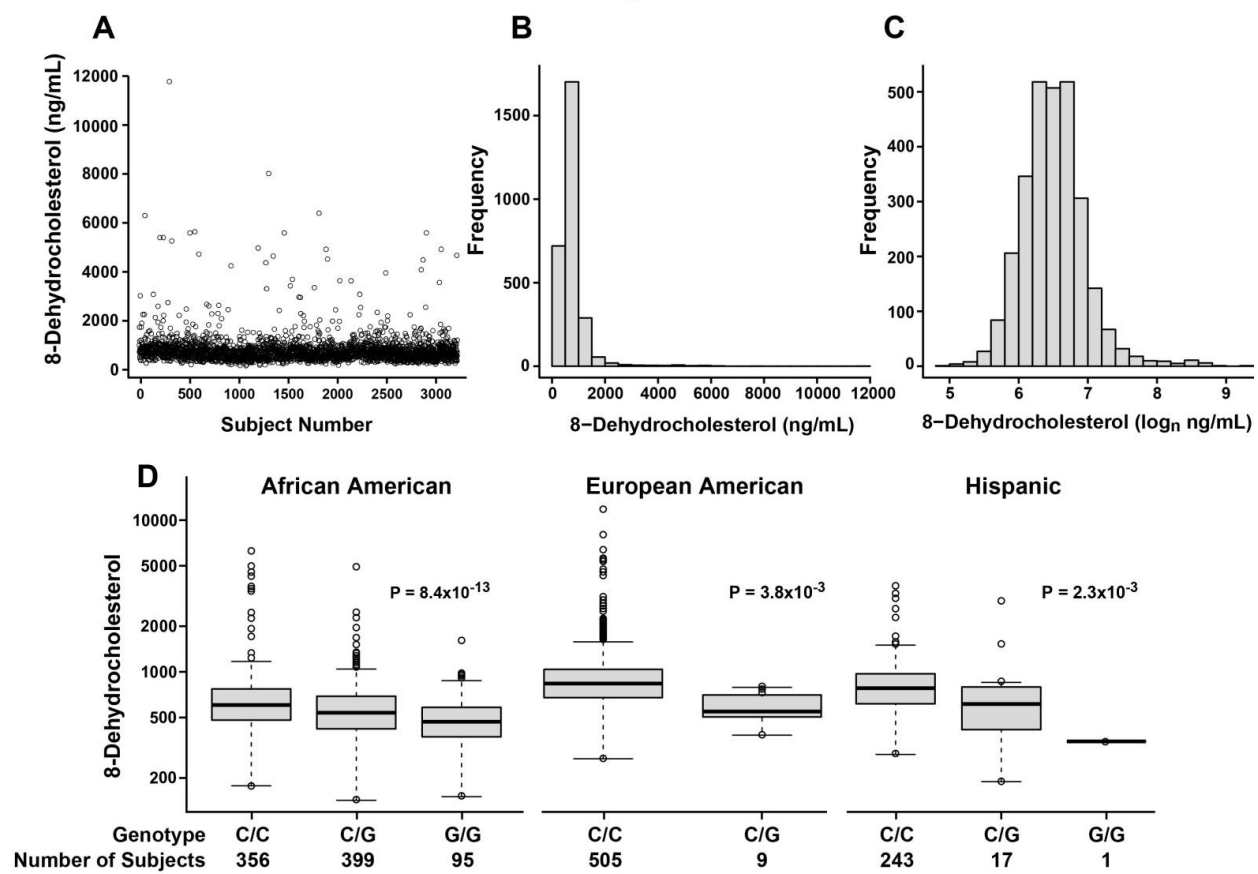 A
8-Dehydrocholesterol (ng/mL)
12000
10000
8000
6000
4000
2000
0
0 500 1000 1500 2000 2500 3000
Subject Number
B
Frequency
1500
1000
500
0
0 2000 4000 6000 8000 10000 12000
8−Dehydrocholesterol (ng/mL)
C
Frequency
500
400
300
200
100
0
5 6 7 8 9
8−Dehydrocholesterol (logn ng/mL)
D
African American European American Hispanic
8-Dehydrocholesterol
10000
5000
2000
1000
500
200
P = 8.4x10-13
P = 3.8x10-3
P = 2.3x10-3
Genotype C/C C/G G/G C/C C/G C/C C/G G/G
Number of Subjects 356 399 95 505 9 243 17 1